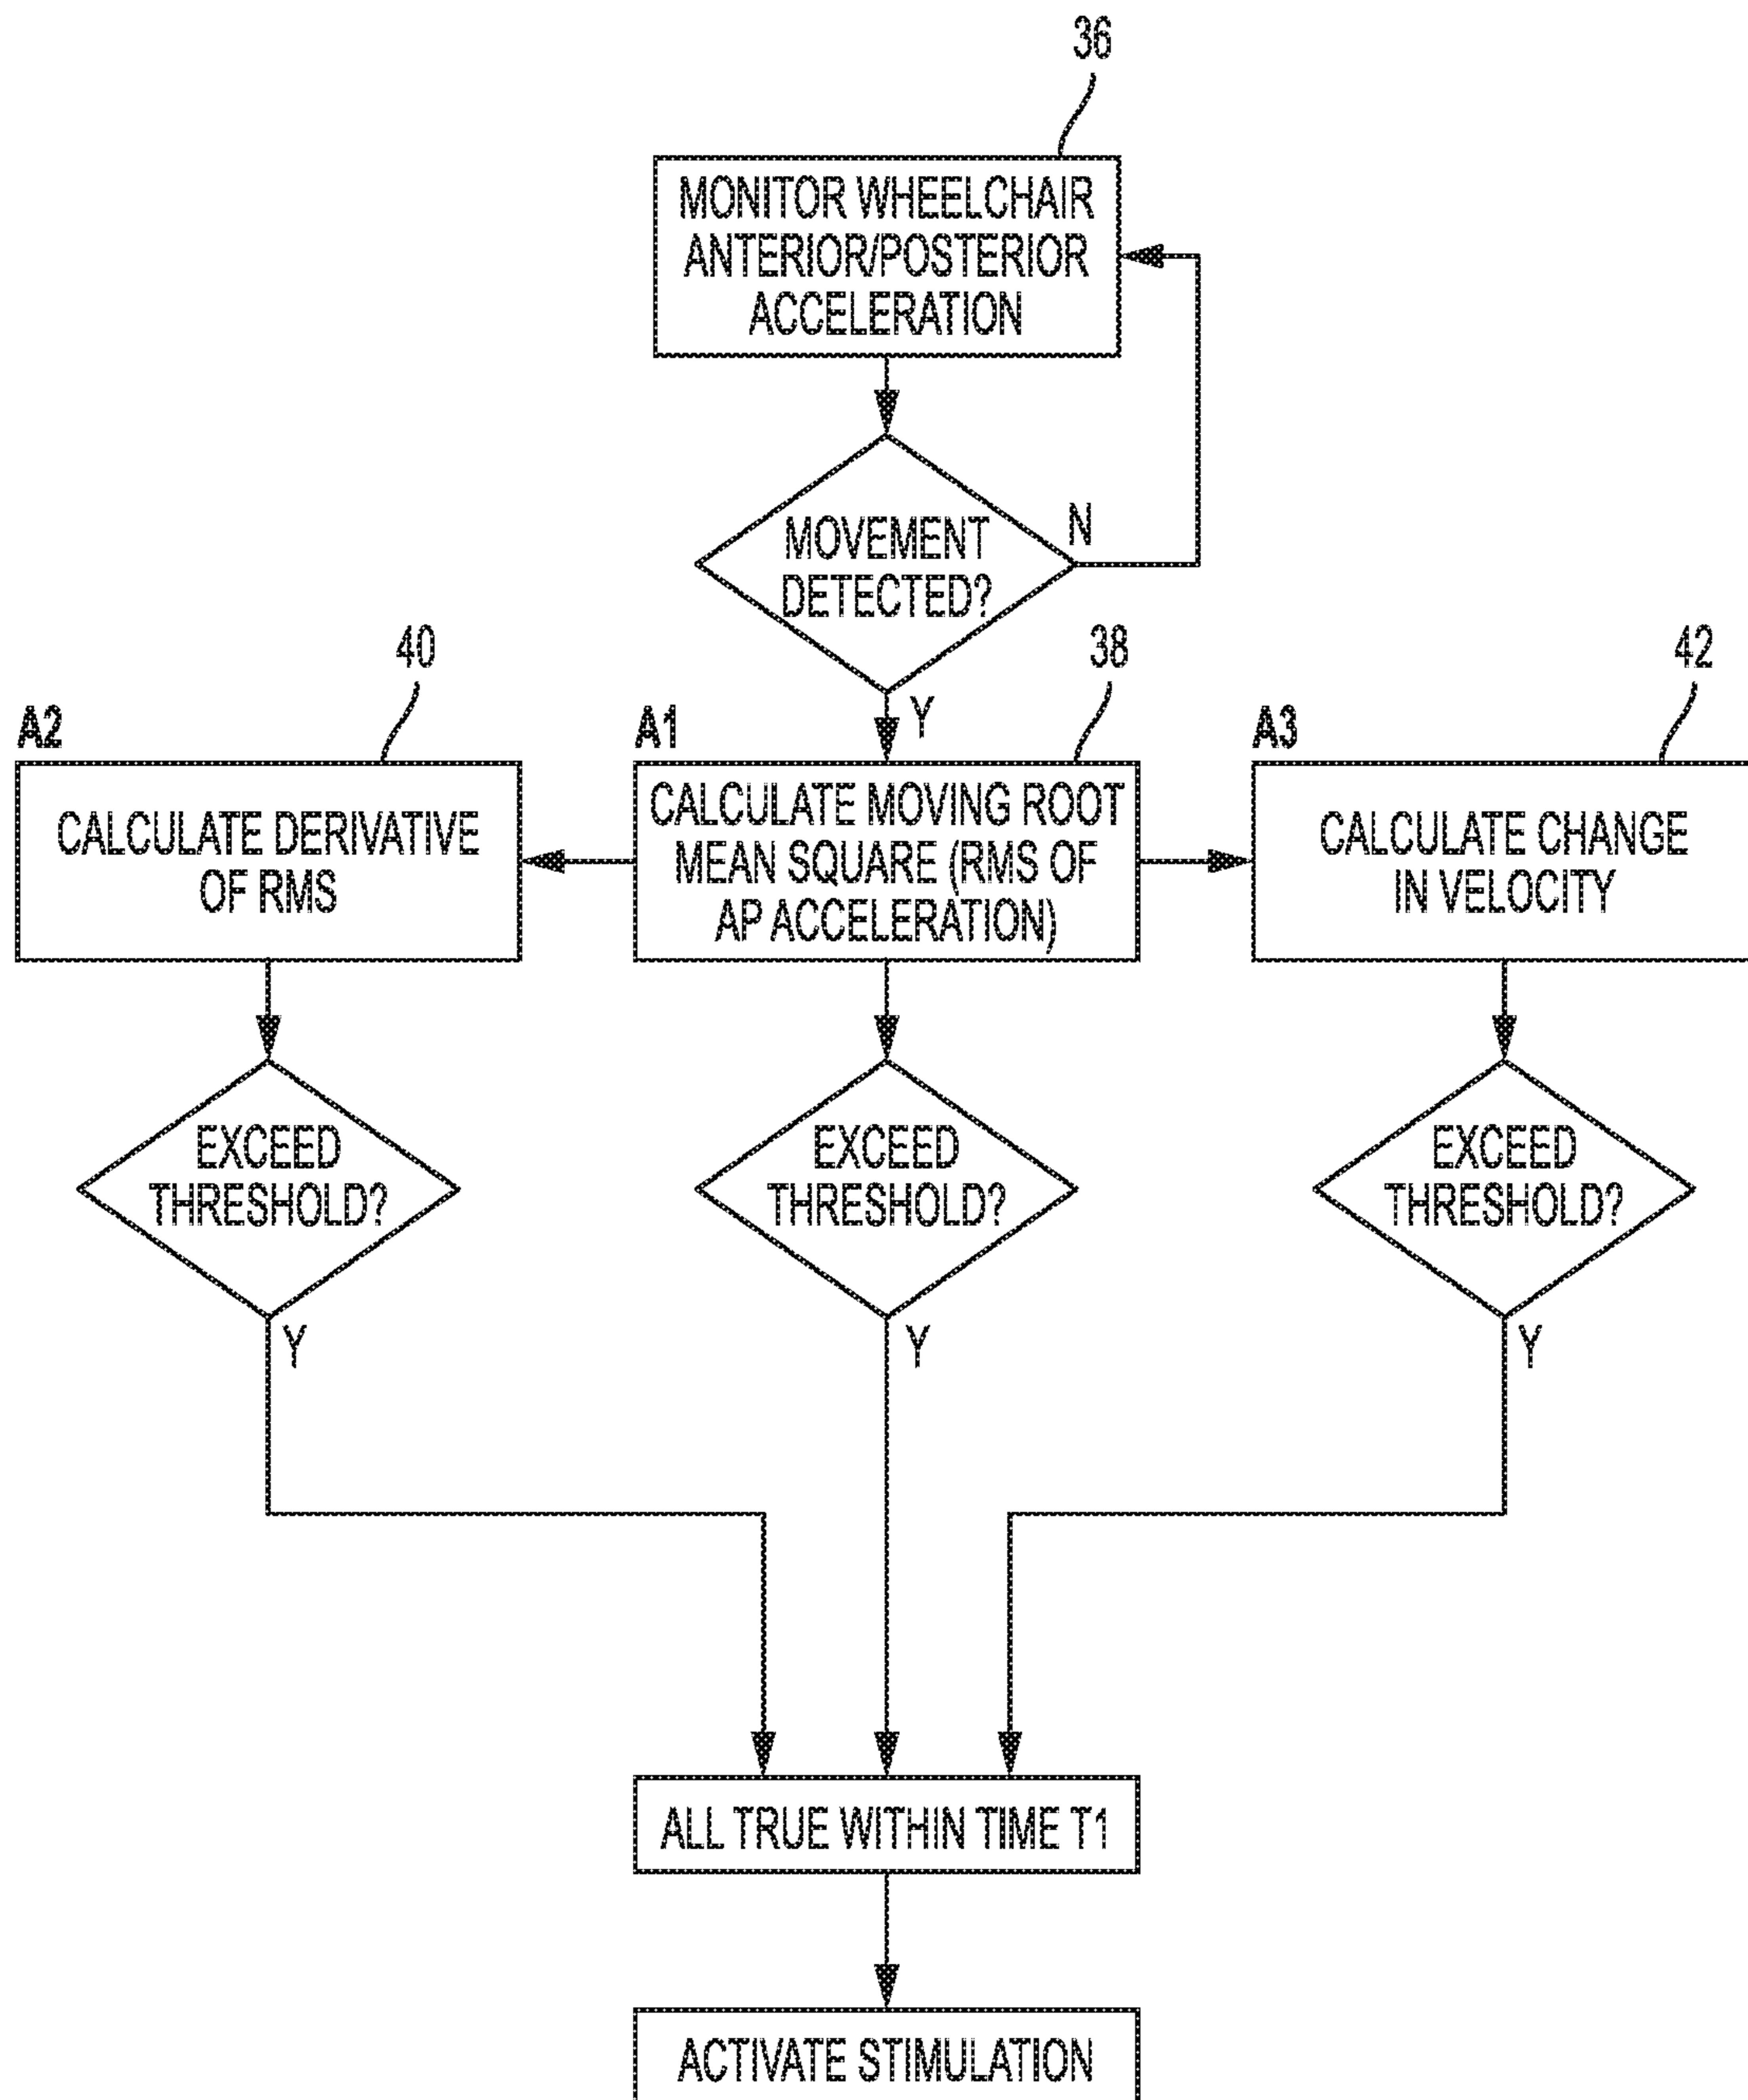 36
MONITOR WHEELCHAIR
ANTERIOR/POSTERIOR
ACCELERATION
MOVEMENT
DETECTED?
N
Y
40
A2
CALCULATE DERIVATIVE
OF RMS
38
A1
CALCULATE MOVING ROOT
MEAN SQUARE (RMS OF
AP ACCELERATION)
42
A3
CALCULATE CHANGE
IN VELOCITY
EXCEED
THRESHOLD?
Y
EXCEED
THRESHOLD?
Y
EXCEED
THRESHOLD?
Y
ALL TRUE WITHIN TIME T1
ACTIVATE STIMULATION